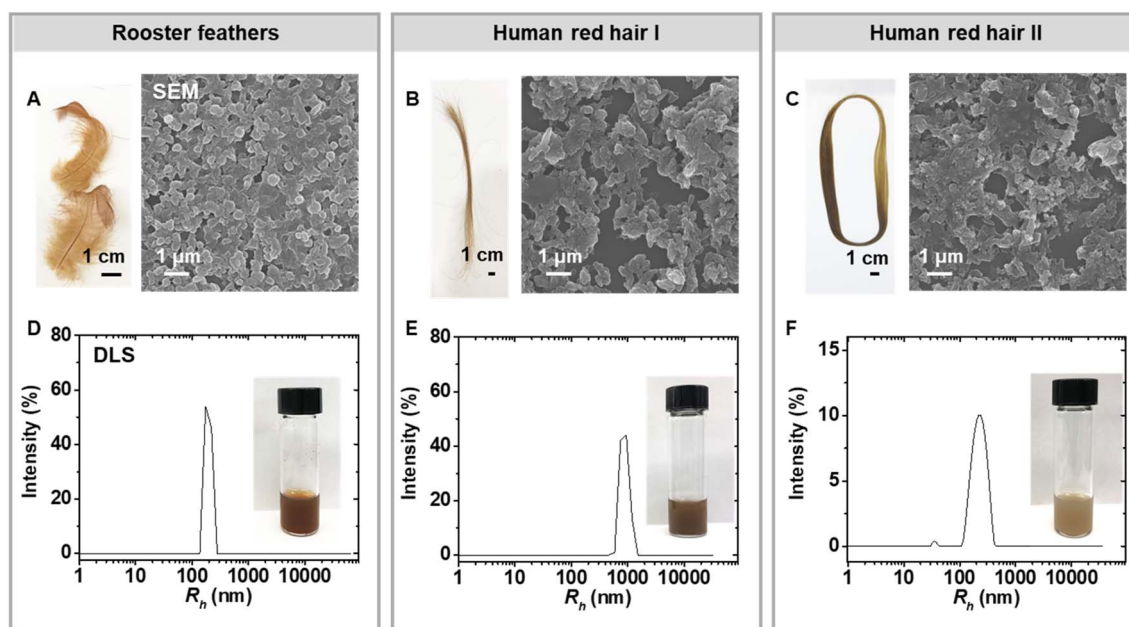 Rooster feathers
A
SEM
1 cm
1 µm
D
DLS
Intensity (%)
80
60
40
20
0
1 10 100 1000 10000
Rh (nm)
Human red hair I
B
1 cm
1 µm
E
Intensity (%)
80
60
40
20
0
1 10 100 1000 10000
Rh (nm)
Human red hair II
C
1 cm
1 µm
F
Intensity (%)
15
10
5
0
1 10 100 1000 10000
Rh (nm)